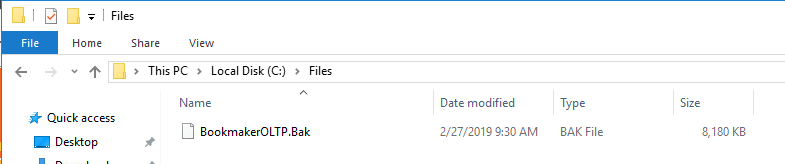 Files
File Home Share View
This PC Local Disk (C:) Files
Name Date modified Type Size
Quick access
BookmakerOLTP.Bak 2/27/2019 9:30 AM BAK File 8,180 KB
Desktop